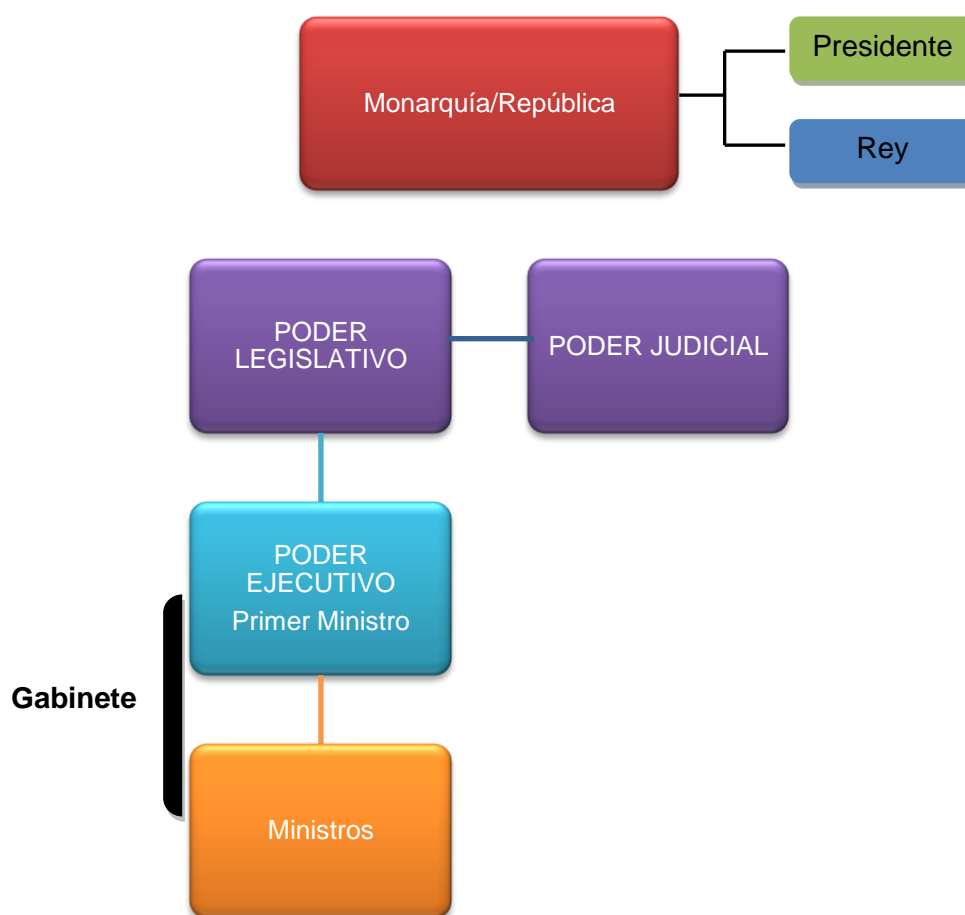 Monarquía/República
Presidente
Rey
PODER
LEGISLATIVO
PODER JUDICIAL
PODER
EJECUTIVO
Primer Ministro
Gabinete
Ministros